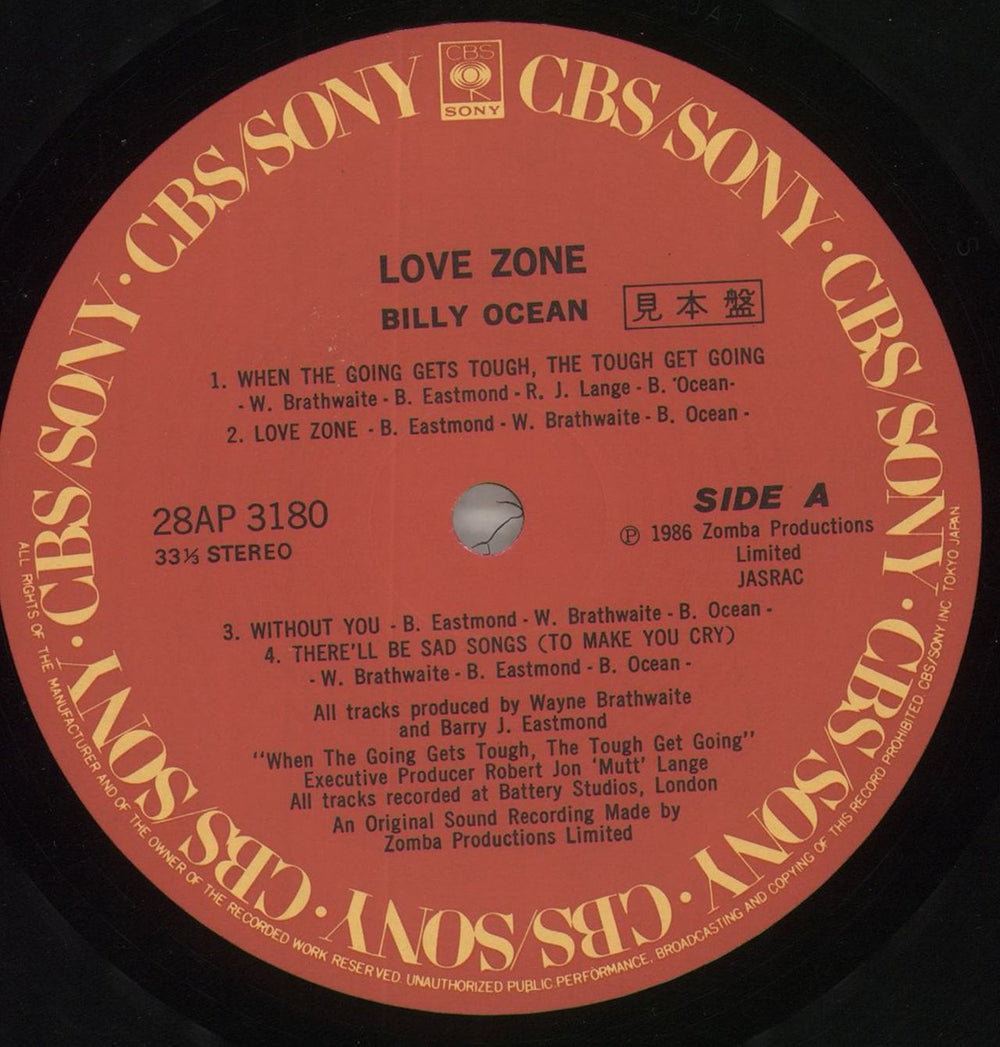 CBS
SONY
CBS/SONY · CBS/SONY · CBS/SONY · CBS/SONY · CBS/SONY · CBS/SONY · CBS/SONY · CBS/SONY · CBS/SONY
LOVE ZONE
BILLY OCEAN
見本盤
1. WHEN THE GOING GETS TOUGH, THE TOUGH GET GOING
- W. Brathwaite - B. Eastmond - R. J. Lange - B. 'Ocean-
2. LOVE ZONE - B. Eastmond - W. Brathwaite - B. Ocean -
28AP 3180
33⅓ STEREO
SIDE A
℗ 1986 Zomba Productions
Limited
JASRAC
3. WITHOUT YOU - B. Eastmond - W. Brathwaite - B. Ocean -
4. THERE'LL BE SAD SONGS (TO MAKE YOU CRY)
- W. Brathwaite - B. Eastmond - B. Ocean -
All tracks produced by Wayne Brathwaite
and Barry J. Eastmond
"When The Going Gets Tough, The Tough Get Going"
Executive Producer Robert Jon 'Mutt' Lange
All tracks recorded at Battery Studios, London
An Original Sound Recording Made by
Zomba Productions Limited
ALL RIGHTS OF THE MANUFACTURER AND OF THE OWNER OF THE RECORDED WORK RESERVED. UNAUTHORIZED PUBLIC PERFORMANCE, BROADCASTING AND COPYING OF THIS RECORD PROHIBITED CBS/SONY INC. TOKYO JAPAN